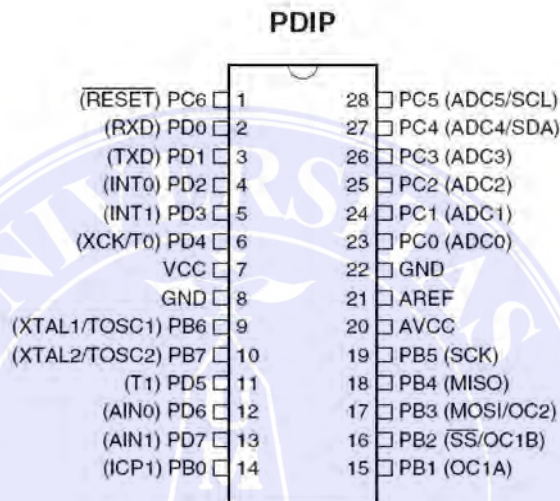 PDIP
(RESET) PC6 1
(RXD) PD0 2
(TXD) PD1 3
(INT0) PD2 4
(INT1) PD3 5
(XCK/T0) PD4 6
VCC 7
GND 8
(XTAL1/TOSC1) PB6 9
(XTAL2/TOSC2) PB7 10
(T1) PD5 11
(AIN0) PD6 12
(AIN1) PD7 13
(ICP1) PB0 14
28 PC5 (ADC5/SCL)
27 PC4 (ADC4/SDA)
26 PC3 (ADC3)
25 PC2 (ADC2)
24 PC1 (ADC1)
23 PC0 (ADC0)
22 GND
21 AREF
20 AVCC
19 PB5 (SCK)
18 PB4 (MISO)
17 PB3 (MOSI/OC2)
16 PB2 (SS/OC1B)
15 PB1 (OC1A)